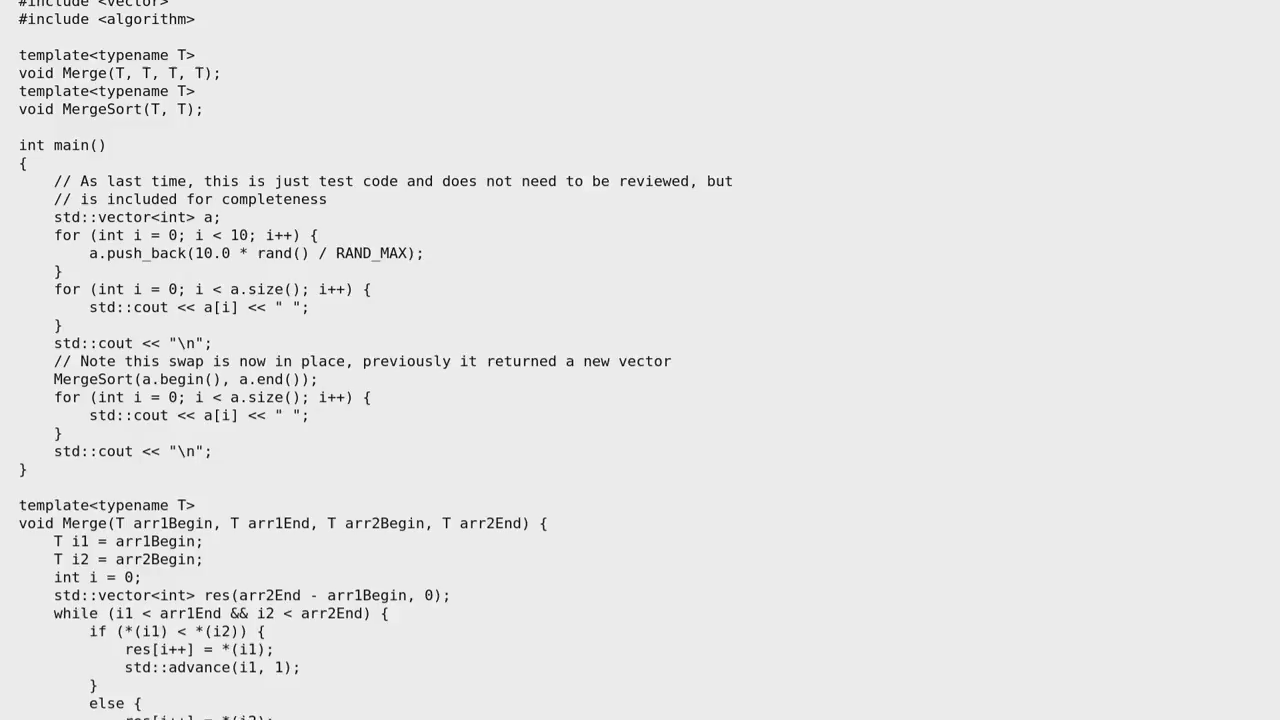 #include <vector>
#include <algorithm>

template<typename T>
void Merge(T, T, T, T);
template<typename T>
void MergeSort(T, T);

int main()
{
    // As last time, this is just test code and does not need to be reviewed, but
    // is included for completeness
    std::vector<int> a;
    for (int i = 0; i < 10; i++) {
        a.push_back(10.0 * rand() / RAND_MAX);
    }
    for (int i = 0; i < a.size(); i++) {
        std::cout << a[i] << " ";
    }
    std::cout << "\n";
    // Note this swap is now in place, previously it returned a new vector
    MergeSort(a.begin(), a.end());
    for (int i = 0; i < a.size(); i++) {
        std::cout << a[i] << " ";
    }
    std::cout << "\n";
}

template<typename T>
void Merge(T arr1Begin, T arr1End, T arr2Begin, T arr2End) {
    T i1 = arr1Begin;
    T i2 = arr2Begin;
    int i = 0;
    std::vector<int> res(arr2End - arr1Begin, 0);
    while (i1 < arr1End && i2 < arr2End) {
        if (*(i1) < *(i2)) {
            res[i++] = *(i1);
            std::advance(i1, 1);
        }
        else {
            res[i++] = *(i2);